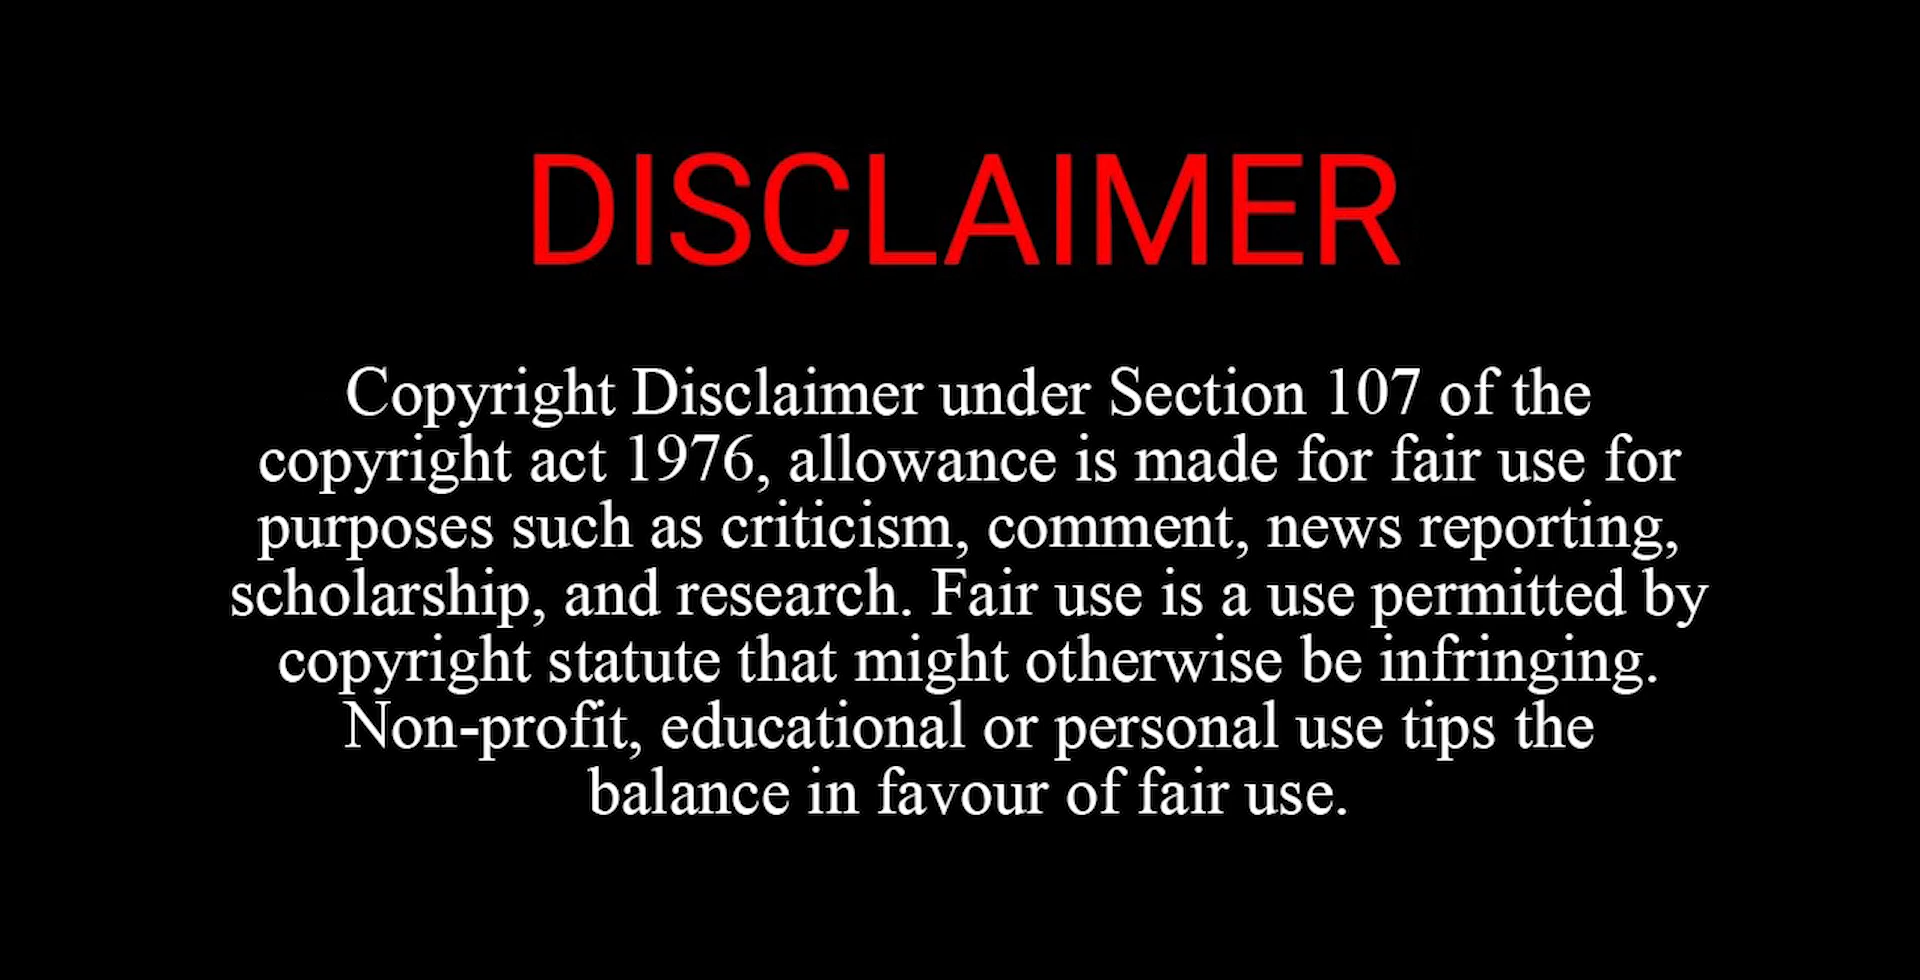 DISCLAIMER
Copyright Disclaimer under Section 107 of the
copyright act 1976, allowance is made for fair use for
purposes such as criticism, comment, news reporting,
scholarship, and research. Fair use is a use permitted by
copyright statute that might otherwise be infringing.
Non-profit, educational or personal use tips the
balance in favour of fair use.